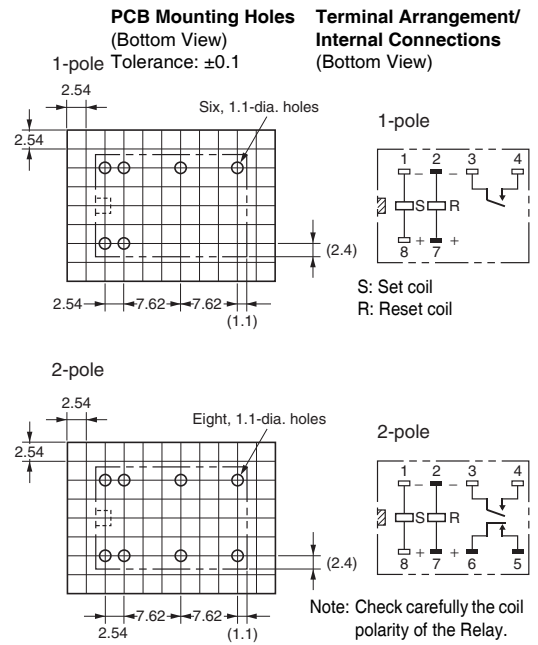 PCB Mounting Holes
(Bottom View)
Tolerance: ±0.1
Terminal Arrangement/
Internal Connections
(Bottom View)
1-pole
2.54
Six, 1.1-dia. holes
2.54
(2.4)
2.54 7.62 7.62
(1.1)
1-pole
1 2 3 4
– –
S R
+ +
8 7
S: Set coil
R: Reset coil
2-pole
2.54
Eight, 1.1-dia. holes
2.54
(2.4)
7.62 7.62
2.54 (1.1)
2-pole
1 2 3 4
– –
S R
+ +
8 7 6 5
Note: Check carefully the coil
polarity of the Relay.